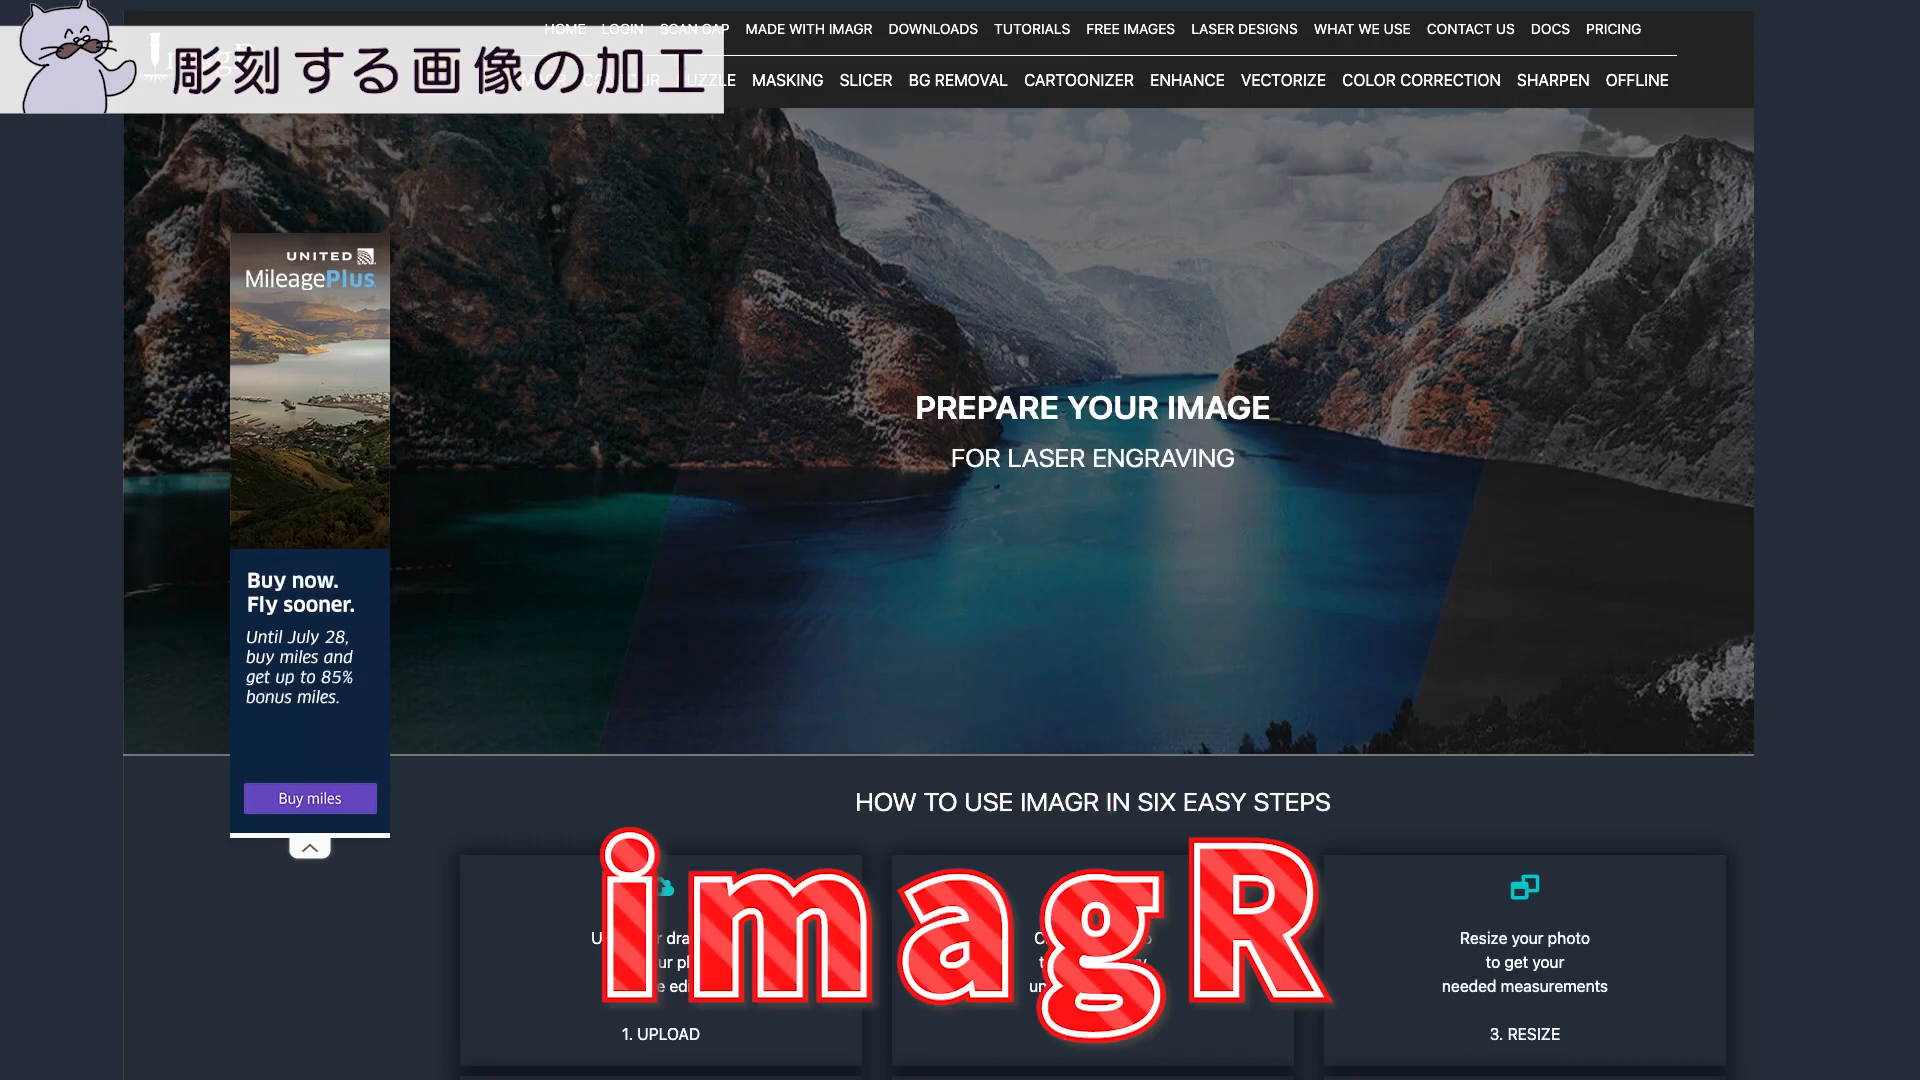 HOME LOGIN SCAN GAP MADE WITH IMAGR DOWNLOADS TUTORIALS FREE IMAGES LASER DESIGNS WHAT WE USE CONTACT US DOCS PRICING
彫刻する画像の加工
MASKING SLICER BG REMOVAL CARTOONIZER ENHANCE VECTORIZE COLOR CORRECTION SHARPEN OFFLINE
UNITED
MileagePlus
PREPARE YOUR IMAGE
FOR LASER ENGRAVING
Buy now.
Fly sooner.
Until July 28,
buy miles and
get up to 85%
bonus miles.
Buy miles
HOW TO USE IMAGR IN SIX EASY STEPS
imagR
1. UPLOAD
Resize your photo
to get your
needed measurements
3. RESIZE